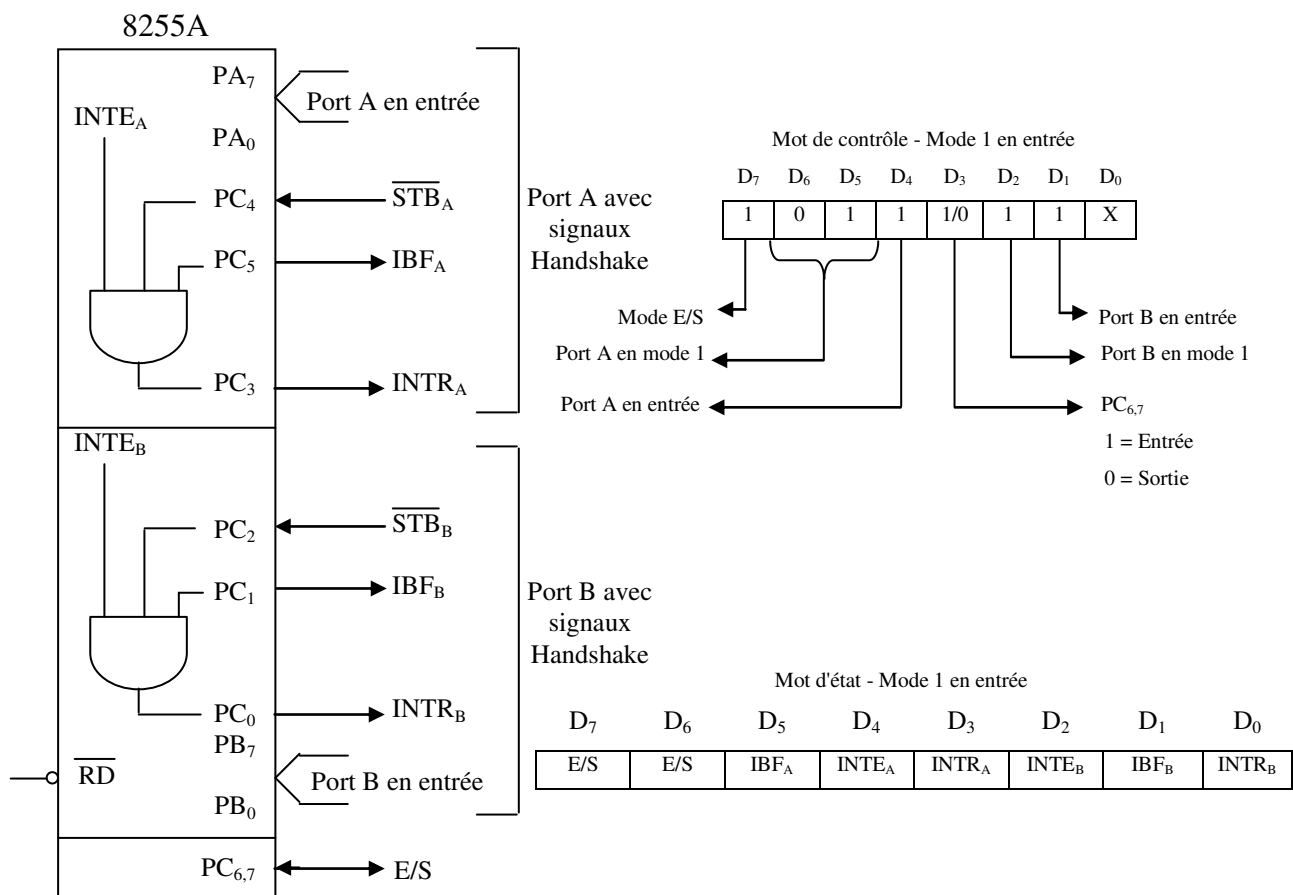 8255A
PA7
Port A en entrée
INTEA
PA0
PC4
STBA
PC5
IBFA
PC3
INTRA
Port A avec
signaux
Handshake
INTEB
PC2
STBB
PC1
IBFB
PC0
INTRB
PB7
RD
Port B en entrée
PB0
PC6,7
E/S
Port B avec
signaux
Handshake
Mot de contrôle - Mode 1 en entrée
D7 D6 D5 D4 D3 D2 D1 D0
1 0 1 1 1/0 1 1 X
Mode E/S
Port B en entrée
Port A en mode 1
Port B en mode 1
Port A en entrée
PC6,7
1 = Entrée
0 = Sortie
Mot d'état - Mode 1 en entrée
D7 D6 D5 D4 D3 D2 D1 D0
E/S E/S IBFA INTEA INTRA INTEB IBFB INTRB